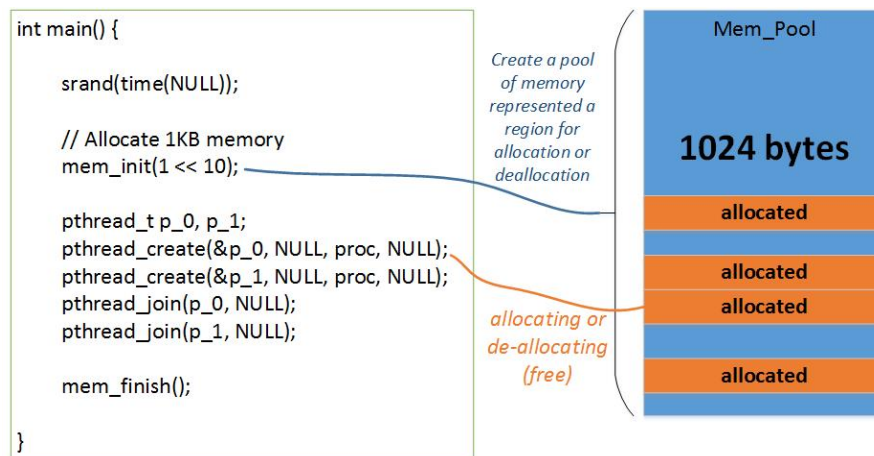 int main() {
srand(time(NULL));
// Allocate 1KB memory
mem_init(1 << 10);
pthread_t p_0, p_1;
pthread_create(&p_0, NULL, proc, NULL);
pthread_create(&p_1, NULL, proc, NULL);
pthread_join(p_0, NULL);
pthread_join(p_1, NULL);
mem_finish();
}
Create a pool
of memory
represented a
region for
allocation or
deallocation
allocating or
de-allocating
(free)
Mem_Pool
1024 bytes
allocated
allocated
allocated
allocated